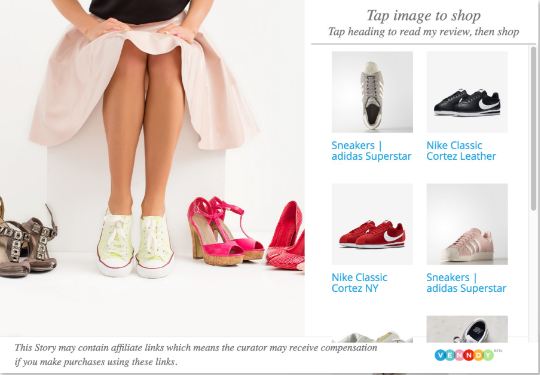 Tap image to shop
Tap heading to read my review, then shop
Sneakers |
adidas Superstar
Nike Classic
Cortez Leather
Nike Classic
Cortez NY
Sneakers |
adidas Superstar
This Story may contain affiliate links which means the curator may receive compensation
if you make purchases using these links.
VENNDY